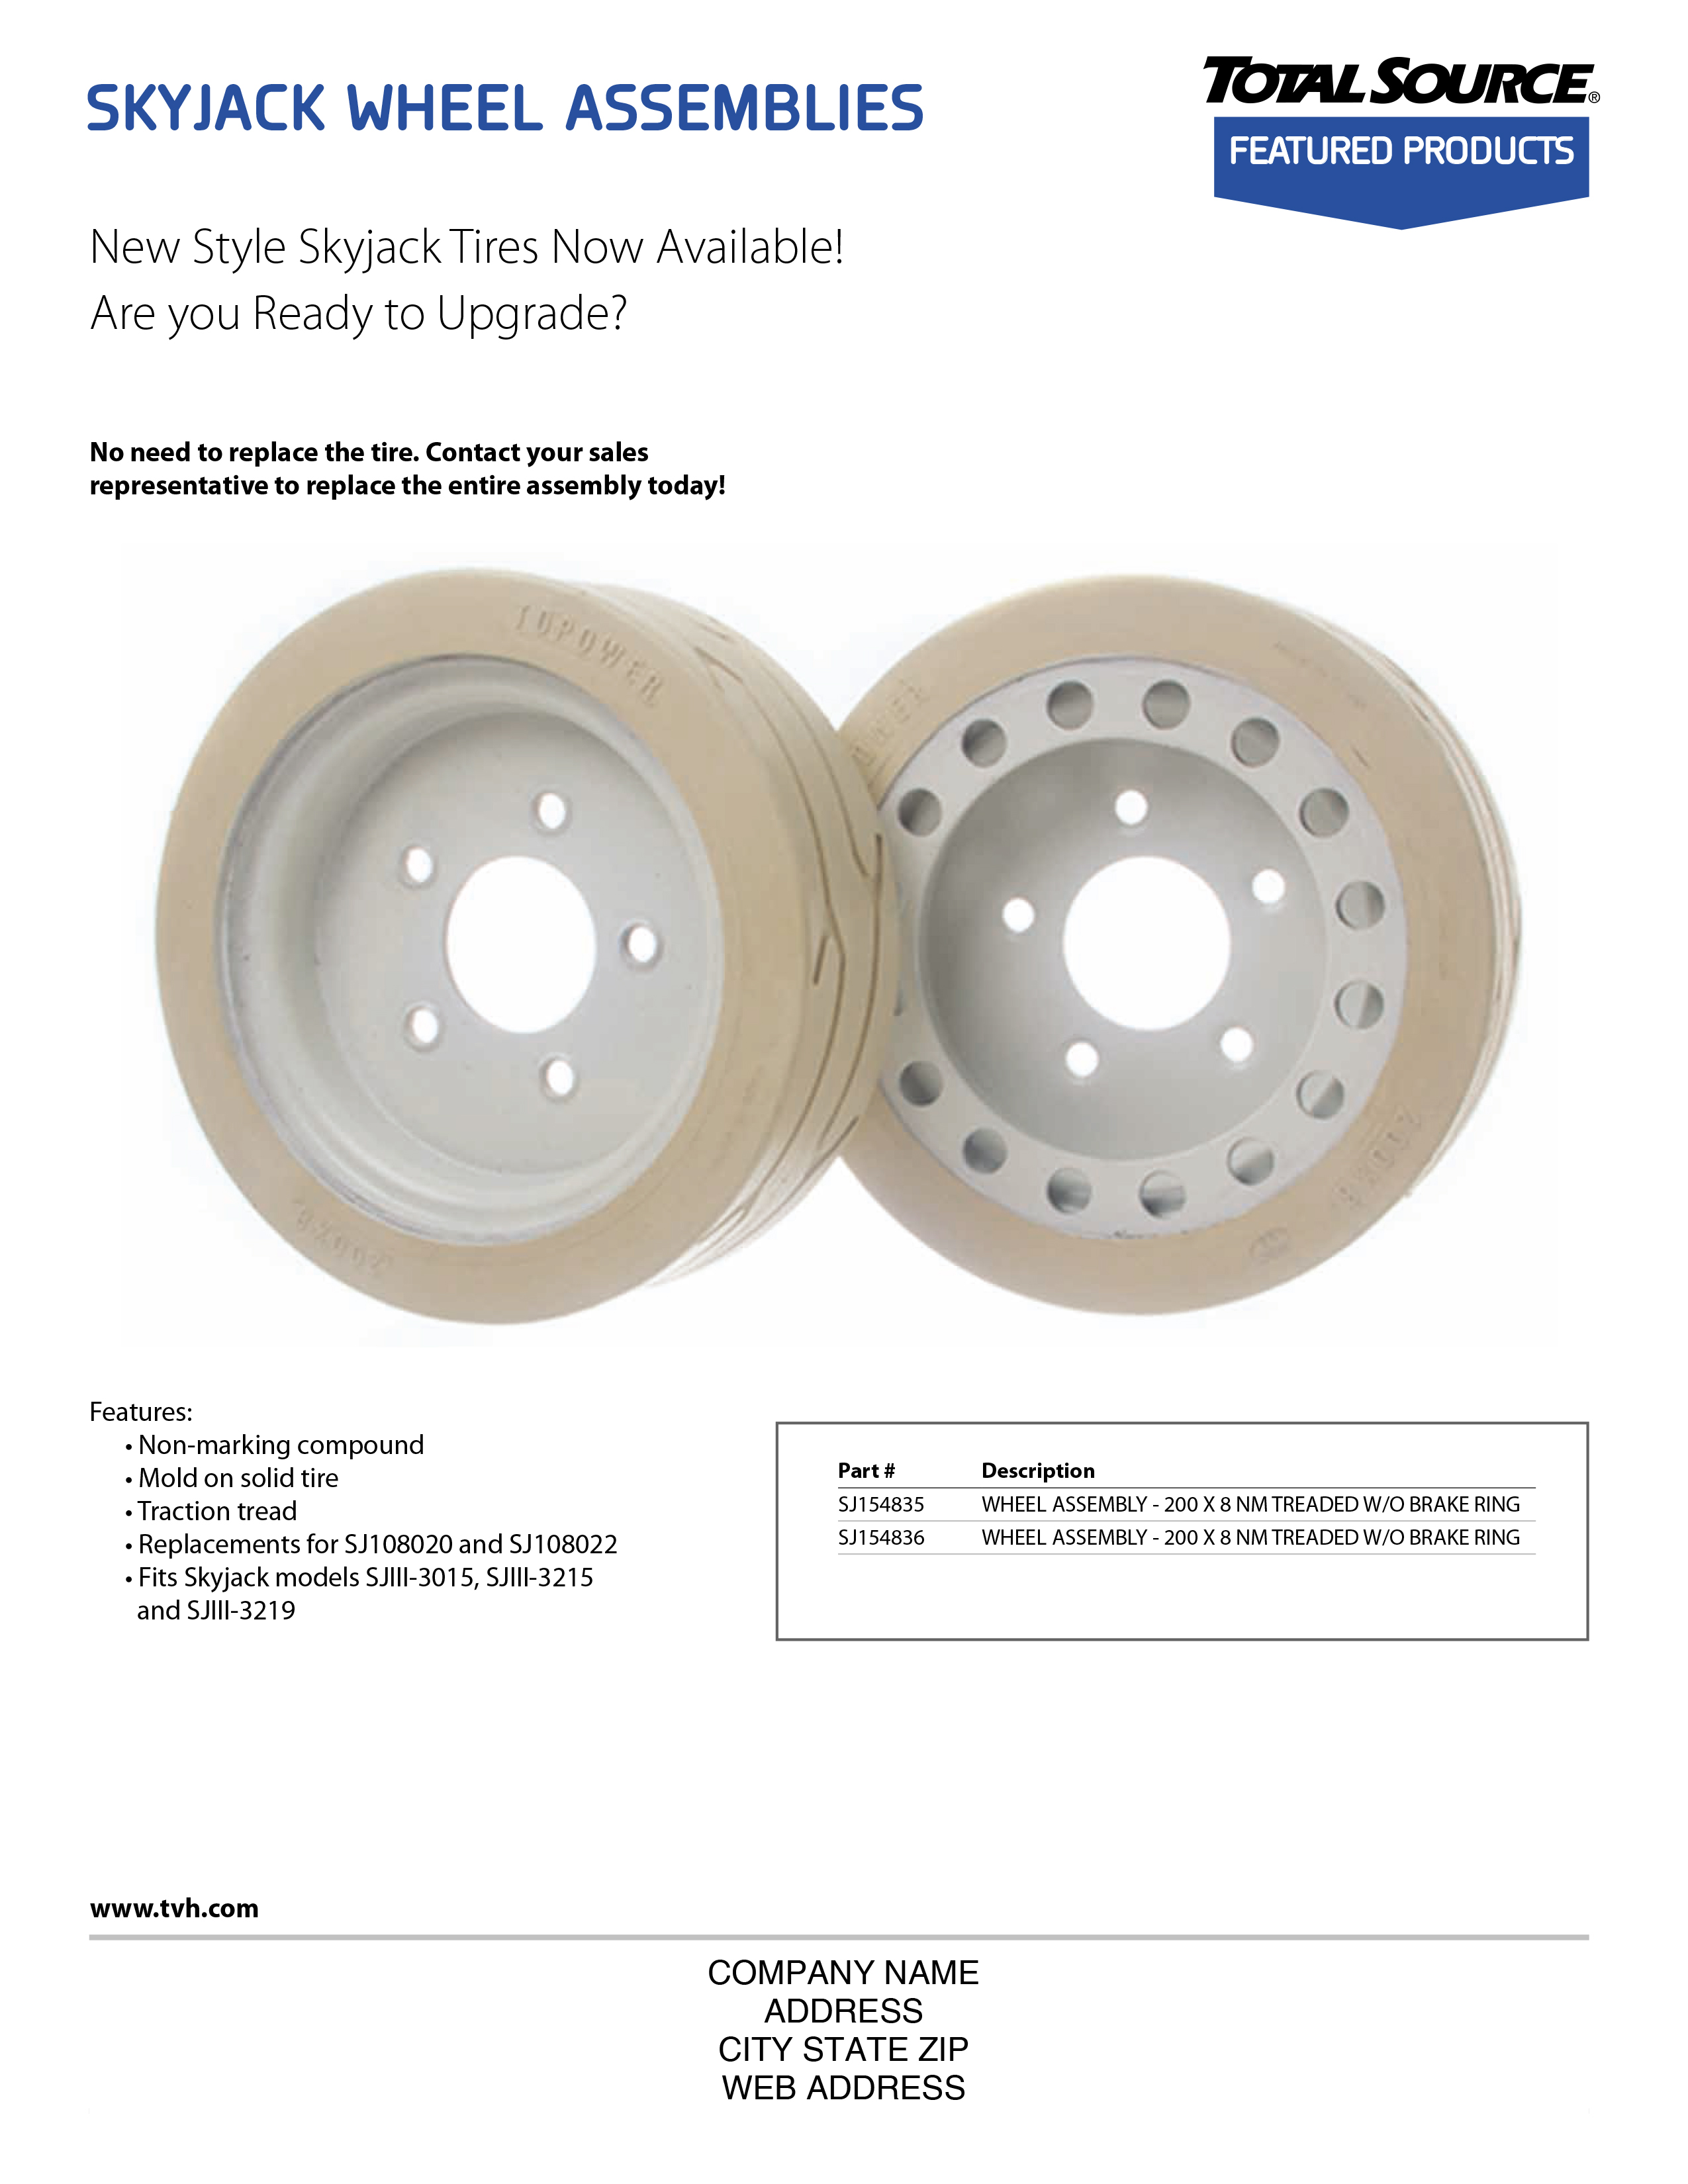 SKYJACK WHEEL ASSEMBLIES
TOTALSOURCE®
FEATURED PRODUCTS
New Style Skyjack Tires Now Available!
Are you Ready to Upgrade?
No need to replace the tire. Contact your sales
representative to replace the entire assembly today!
TOPOWER
200X8
Features:
• Non-marking compound
• Mold on solid tire
• Traction tread
• Replacements for SJ108020 and SJ108022
• Fits Skyjack models SJIII-3015, SJIII-3215
and SJIII-3219
Part # Description
SJ154835 WHEEL ASSEMBLY - 200 X 8 NM TREADED W/O BRAKE RING
SJ154836 WHEEL ASSEMBLY - 200 X 8 NM TREADED W/O BRAKE RING
www.tvh.com
COMPANY NAME
ADDRESS
CITY STATE ZIP
WEB ADDRESS